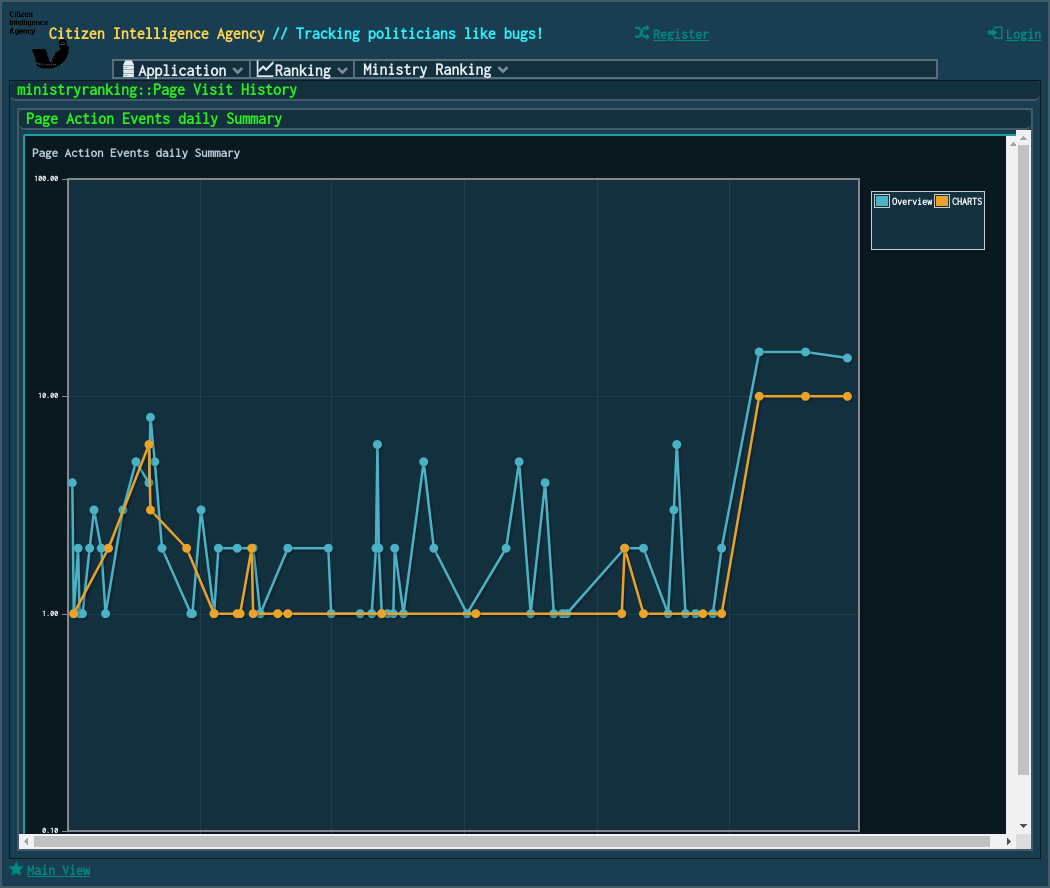 Citizen
Intelligence
Agency
Citizen Intelligence Agency // Tracking politicians like bugs!
Register
Login
Application
Ranking
Ministry Ranking
ministryranking::Page Visit History
Page Action Events daily Summary
Page Action Events daily Summary
100.00
Overview CHARTS
10.00
1.00
0.10
Main View